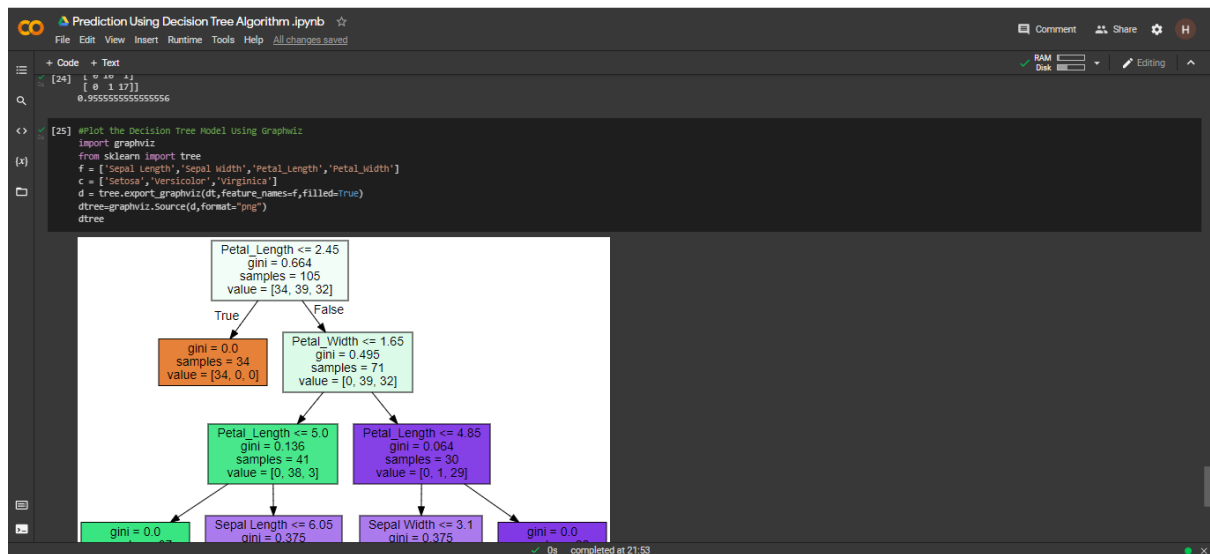 Prediction Using Decision Tree Algorithm .ipynb
File Edit View Insert Runtime Tools Help All changes saved
Comment Share H
+ Code + Text
RAM
Disk
Editing
[24]
[ 0 1 17]]
0.9555555555555556
[25] #Plot the Decision Tree Model Using Graphwiz
import graphviz
from sklearn import tree
f = ['Sepal Length','Sepal Width','Petal_Length','Petal_Width']
c = ['Setosa','Versicolor','Virginica']
d = tree.export_graphviz(dt,feature_names=f,filled=True)
dtree=graphviz.Source(d,format="png")
dtree
{x}
Petal_Length <= 2.45
gini = 0.664
samples = 105
value = [34, 39, 32]
True
False
gini = 0.0
samples = 34
value = [34, 0, 0]
Petal_Width <= 1.65
gini = 0.495
samples = 71
value = [0, 39, 32]
Petal_Length <= 5.0
gini = 0.136
samples = 41
value = [0, 38, 3]
Petal_Length <= 4.85
gini = 0.064
samples = 30
value = [0, 1, 29]
gini = 0.0
Sepal Length <= 6.05
gini = 0.375
Sepal Width <= 3.1
gini = 0.375
gini = 0.0
0s completed at 21:53